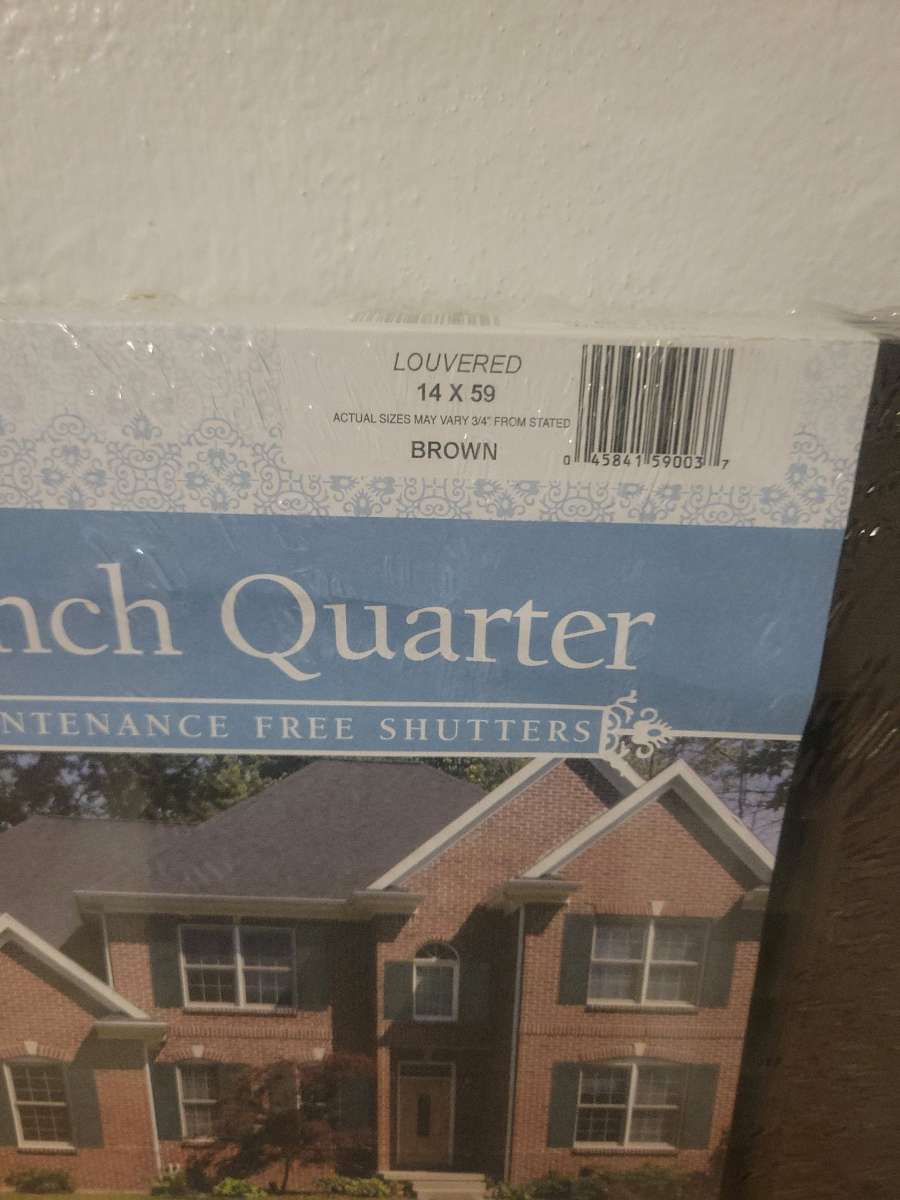 LOUVERED
14 X 59
ACTUAL SIZES MAY VARY 3/4" FROM STATED
BROWN
0 45841 59003 7
nch Quarter
NTENANCE FREE SHUTTERS